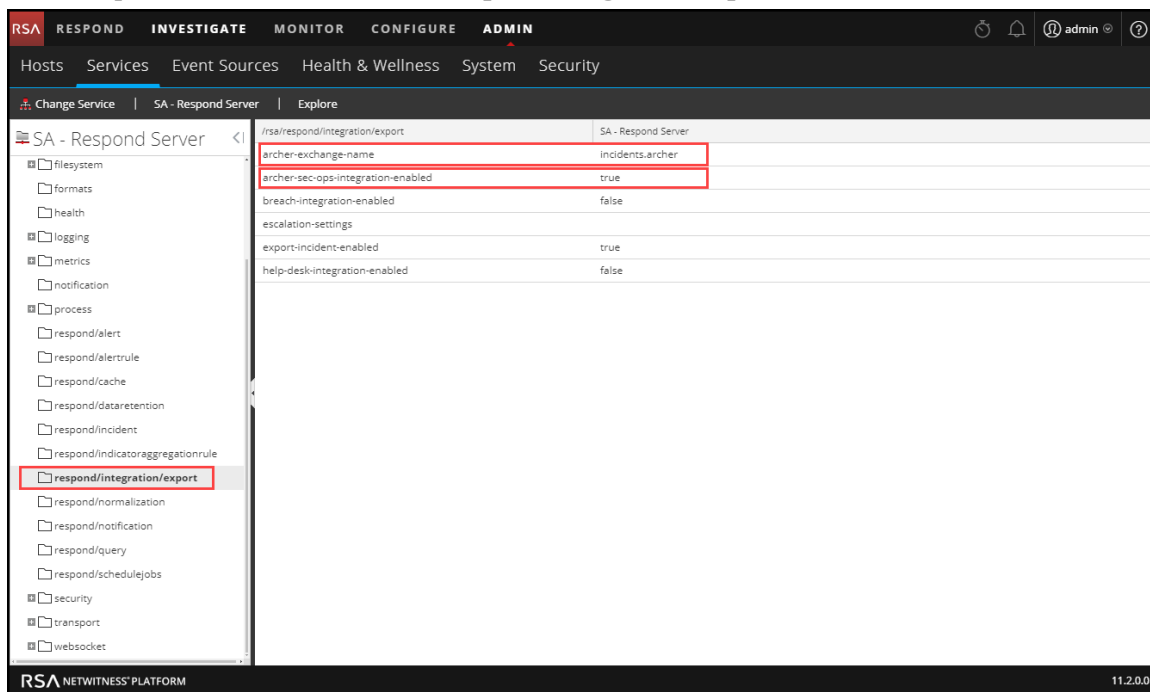 RSA RESPOND INVESTIGATE MONITOR CONFIGURE ADMIN admin
Hosts Services Event Sources Health & Wellness System Security
Change Service | SA - Respond Server | Explore
SA - Respond Server
filesystem
formats
health
logging
metrics
notification
process
respond/alert
respond/alertrule
respond/cache
respond/dataretention
respond/incident
respond/indicatoraggregationrule
respond/integration/export
respond/normalization
respond/notification
respond/query
respond/schedulejobs
security
transport
websocket
/rsa/respond/integration/export SA - Respond Server
archer-exchange-name incidents.archer
archer-sec-ops-integration-enabled true
breach-integration-enabled false
escalation-settings
export-incident-enabled true
help-desk-integration-enabled false
RSA NETWITNESS® PLATFORM 11.2.0.0